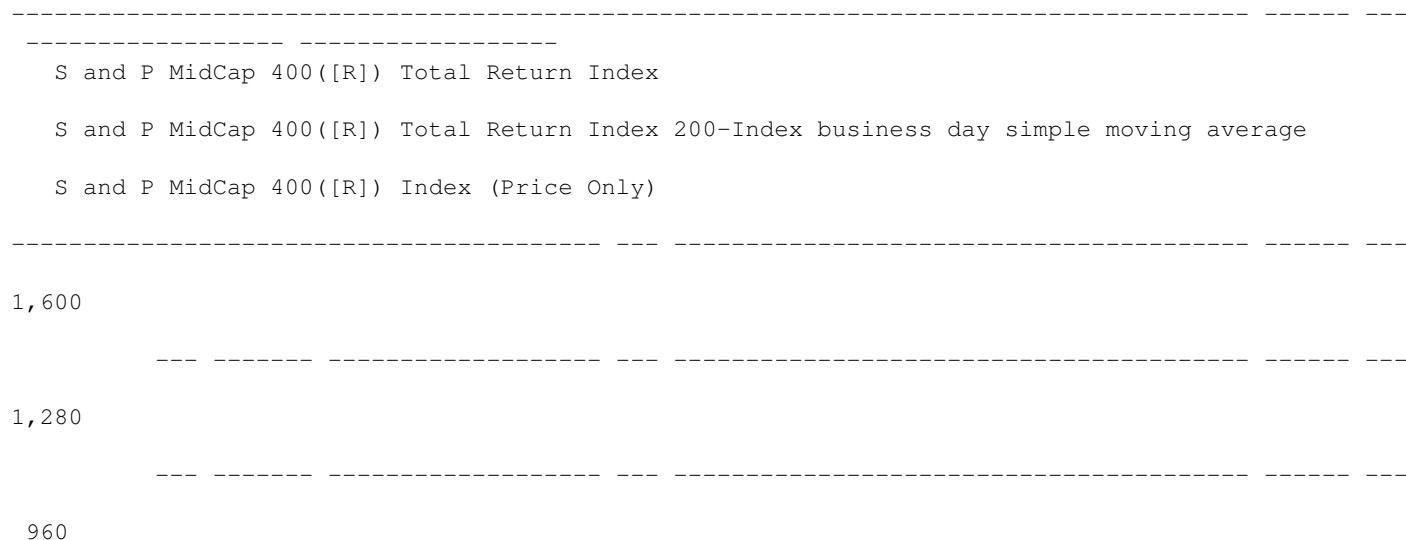 -------------------------------------------------------------------------------------- ------ ---
------------------ ------------------
S and P MidCap 400([R]) Total Return Index
S and P MidCap 400([R]) Total Return Index 200-Index business day simple moving average
S and P MidCap 400([R]) Index (Price Only)
----------------------------------------- --- ---------------------------------------- ------ ---
1,600
--- ------- ------------------- --- ---------------------------------------- ------ ---
1,280
--- ------- ------------------- --- ---------------------------------------- ------ ---
960